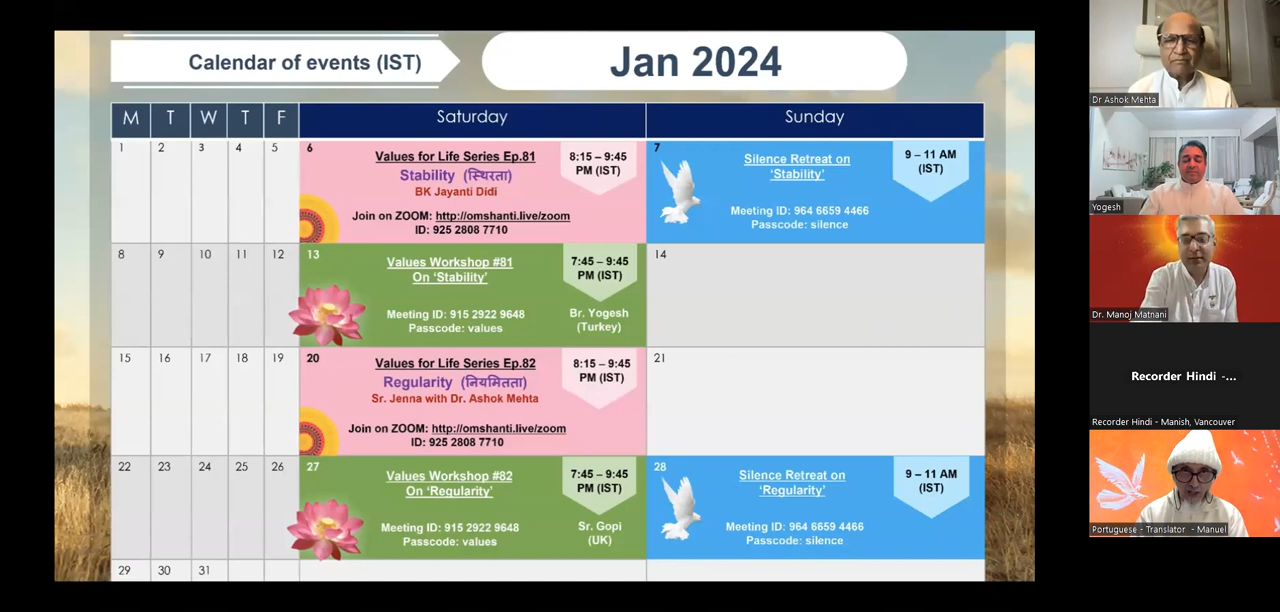 Calendar of events (IST)
Jan 2024
M T W T F Saturday Sunday
1 2 3 4 5
6
Values for Life Series Ep.81
Stability (स्थिरता)
BK Jayanti Didi
Join on ZOOM: http://omshanti.live/zoom
ID: 925 2808 7710
8:15 – 9:45
PM (IST)
7
Silence Retreat on
'Stability'
Meeting ID: 964 6659 4466
Passcode: silence
9 – 11 AM
(IST)
8 9 10 11 12
13
Values Workshop #81
On 'Stability'
Meeting ID: 915 2922 9648
Passcode: values
7:45 – 9:45
PM (IST)
Br. Yogesh
(Turkey)
14
15 16 17 18 19
20
Values for Life Series Ep.82
Regularity (नियमितता)
Sr. Jenna with Dr. Ashok Mehta
Join on ZOOM: http://omshanti.live/zoom
ID: 925 2808 7710
8:15 – 9:45
PM (IST)
21
22 23 24 25 26
27
Values Workshop #82
On 'Regularity'
Meeting ID: 915 2922 9648
Passcode: values
7:45 – 9:45
PM (IST)
Sr. Gopi
(UK)
28
Silence Retreat on
'Regularity'
Meeting ID: 964 6659 4466
Passcode: silence
9 – 11 AM
(IST)
29 30 31
Dr Ashok Mehta
Yogesh
Dr. Manoj Matnani
Recorder Hindi -...
Recorder Hindi - Manish, Vancouver
Portuguese - Translator - Manuel